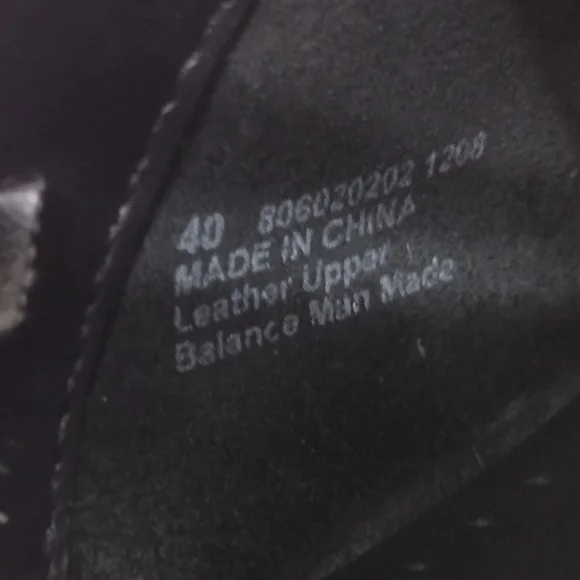 40 806020202 1208
MADE IN CHINA
Leather Upper
Balance Man Made